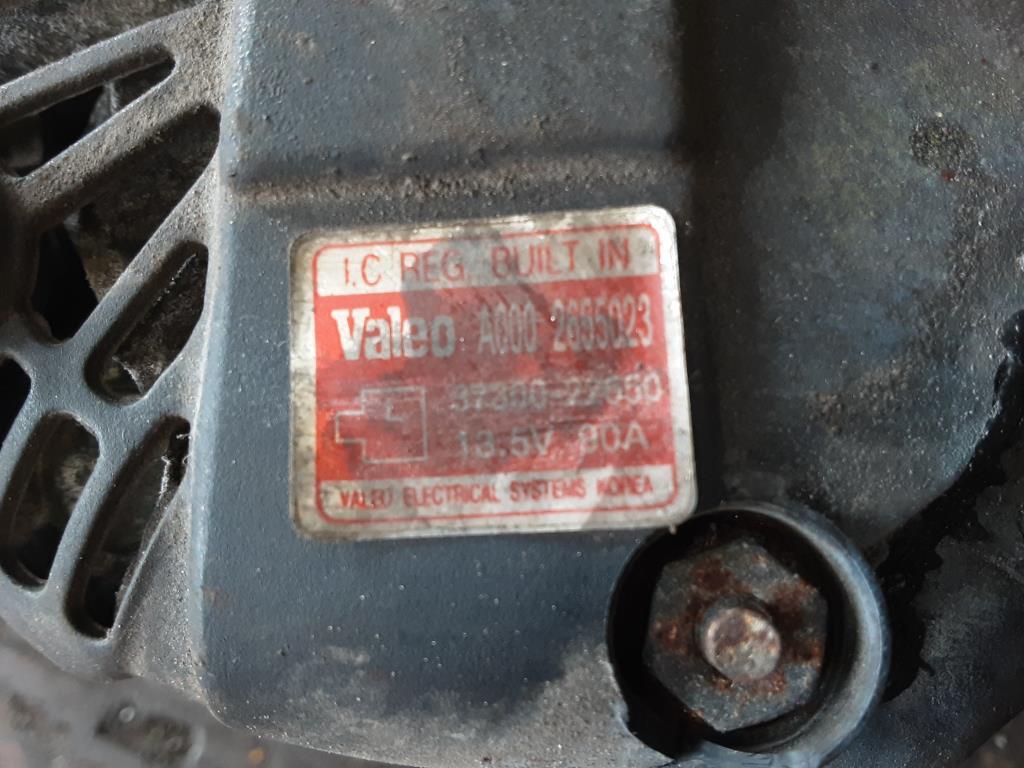 I.C REG. BUILT IN
Valeo A000 2655023
37300-22650
13.5V 90A
VALEO ELECTRICAL SYSTEMS KOREA